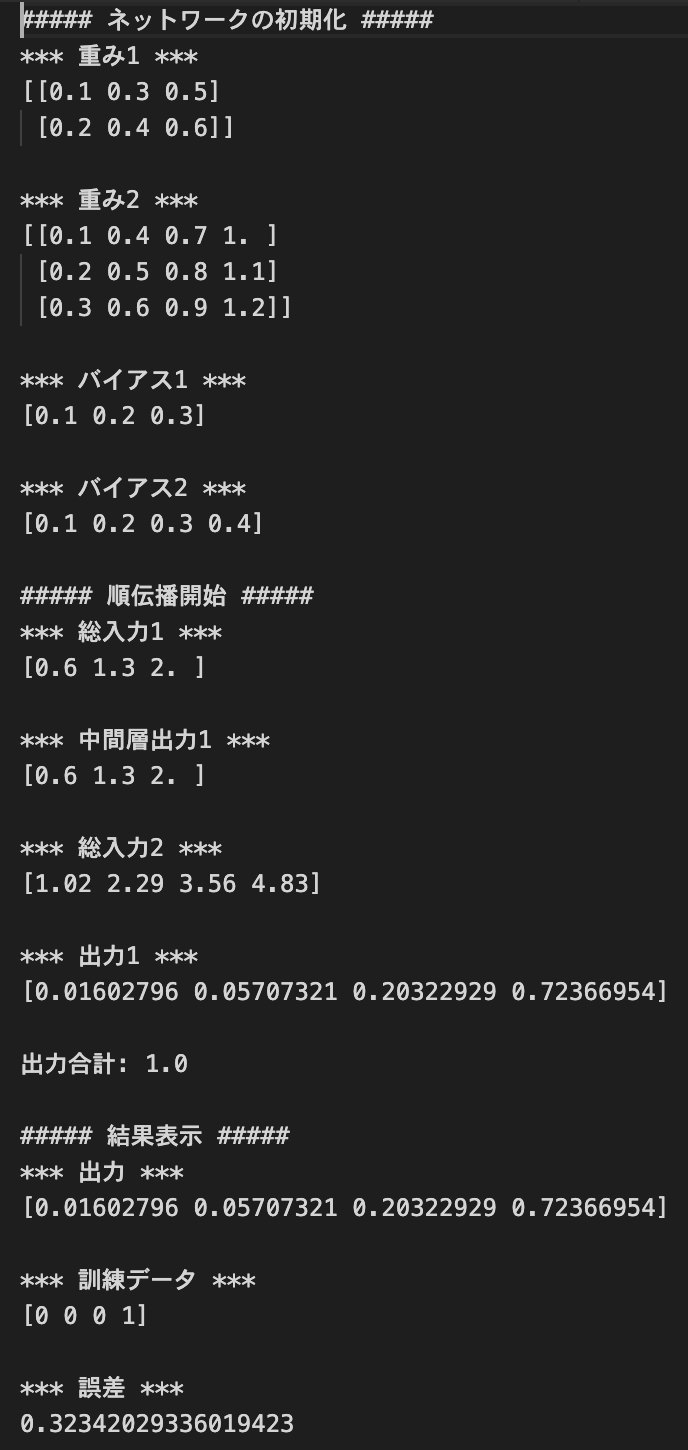 ##### ネットワークの初期化 #####
*** 重み1 ***
[[0.1 0.3 0.5]
 [0.2 0.4 0.6]]
*** 重み2 ***
[[0.1 0.4 0.7 1. ]
 [0.2 0.5 0.8 1.1]
 [0.3 0.6 0.9 1.2]]
*** バイアス1 ***
[0.1 0.2 0.3]
*** バイアス2 ***
[0.1 0.2 0.3 0.4]
##### 順伝播開始 #####
*** 総入力1 ***
[0.6 1.3 2. ]
*** 中間層出力1 ***
[0.6 1.3 2. ]
*** 総入力2 ***
[1.02 2.29 3.56 4.83]
*** 出力1 ***
[0.01602796 0.05707321 0.20322929 0.72366954]
出力合計: 1.0
##### 結果表示 #####
*** 出力 ***
[0.01602796 0.05707321 0.20322929 0.72366954]
*** 訓練データ ***
[0 0 0 1]
*** 誤差 ***
0.32342029336019423